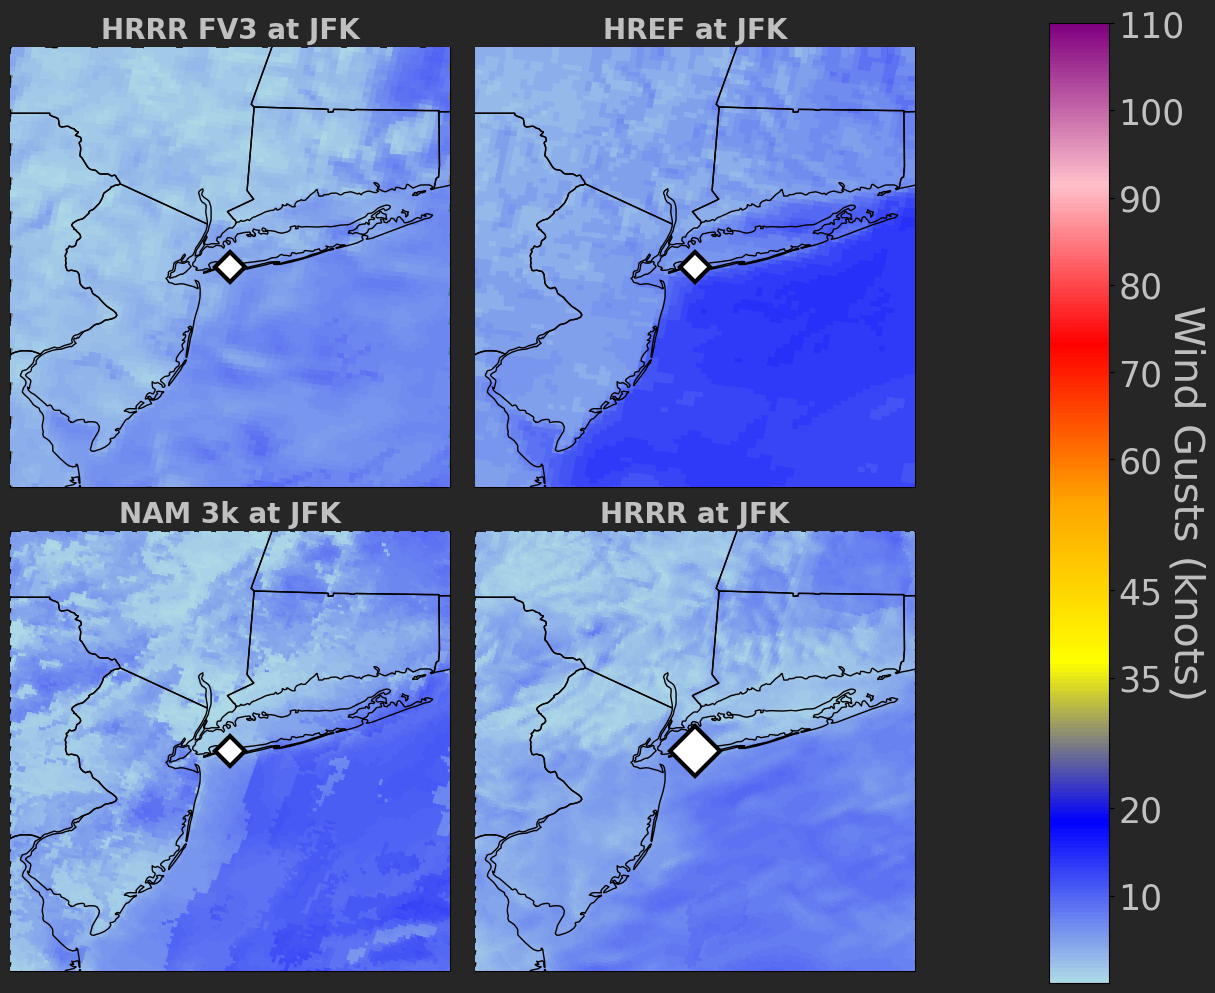 HRRR FV3 at JFK
HREF at JFK
NAM 3k at JFK
HRRR at JFK
110
100
90
80
70
60
45
35
20
10
Wind Gusts (knots)